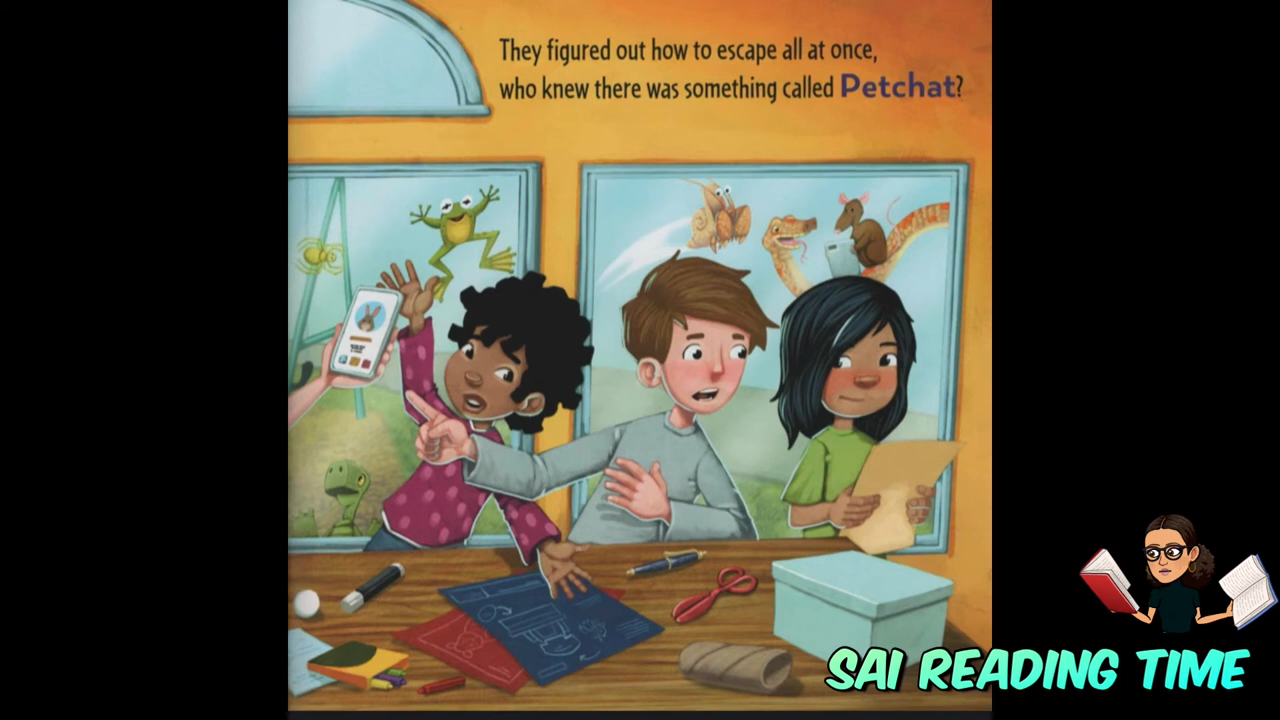 They figured out how to escape all at once,
who knew there was something called Petchat?
SAI READING TIME